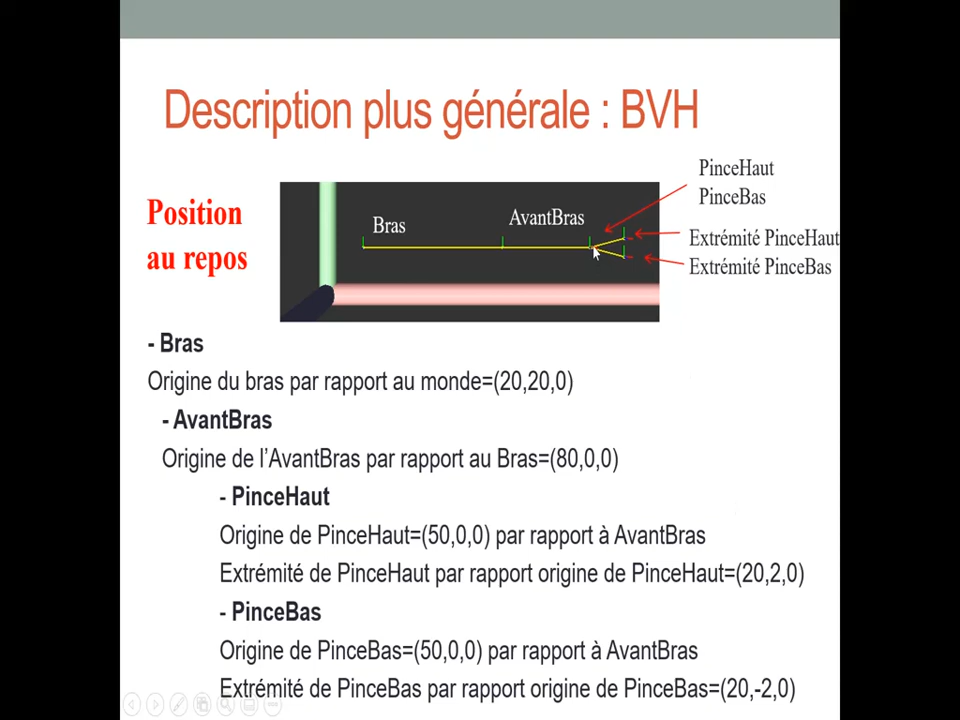 Description plus générale : BVH
Position
au repos
Bras
AvantBras
PinceHaut
PinceBas
Extrémité PinceHaut
Extrémité PinceBas
- Bras
Origine du bras par rapport au monde=(20,20,0)
- AvantBras
Origine de l’AvantBras par rapport au Bras=(80,0,0)
- PinceHaut
Origine de PinceHaut=(50,0,0) par rapport à AvantBras
Extrémité de PinceHaut par rapport origine de PinceHaut=(20,2,0)
- PinceBas
Origine de PinceBas=(50,0,0) par rapport à AvantBras
Extrémité de PinceBas par rapport origine de PinceBas=(20,-2,0)